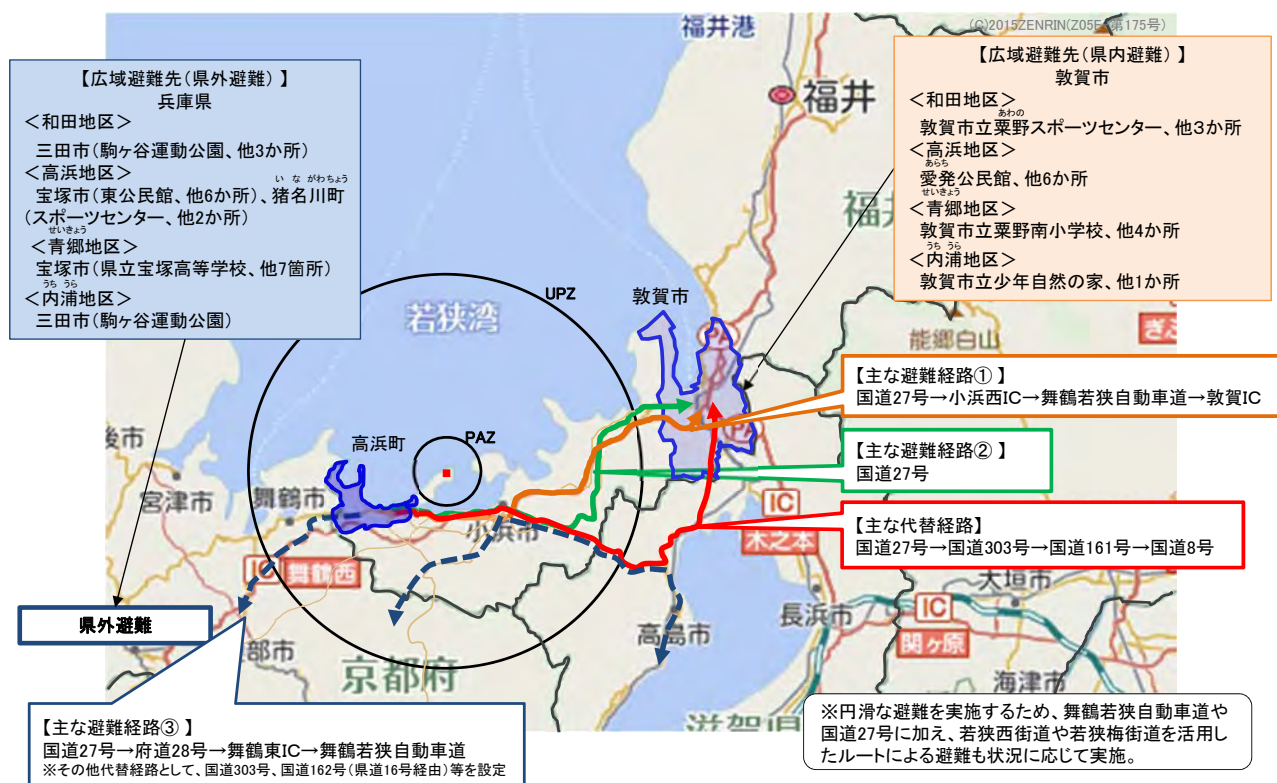 (C)2015ZENRIN(Z05E-第175号)
【広域避難先(県外避難)】
兵庫県
<和田地区>
三田市(駒ヶ谷運動公園、他3か所)
<高浜地区>
いながわちょう
宝塚市(東公民館、他6か所)、猪名川町
(スポーツセンター、他2か所)
せいきょう
<青郷地区>
宝塚市(県立宝塚高等学校、他7箇所)
うちうら
<内浦地区>
三田市(駒ヶ谷運動公園)
【広域避難先(県内避難)】
敦賀市
<和田地区>
あわの
敦賀市立粟野スポーツセンター、他3か所
<高浜地区>
あらち
愛発公民館、他6か所
せいきょう
<青郷地区>
敦賀市立粟野南小学校、他4か所
うちうら
<内浦地区>
敦賀市立少年自然の家、他1か所
福井港
福井
福
若狭湾
UPZ
敦賀市
PA
能郷白山
ぎふ
【主な避難経路①】
国道27号→小浜西IC→舞鶴若狭自動車道→敦賀IC
高浜町
PAZ
PA
【主な避難経路②】
国道27号
後市
宮津市
舞鶴市
小浜市
IC
木之本
【主な代替経路】
国道27号→国道303号→国道161号→国道8号
IC
舞鶴西
大垣市
長浜市
IC
関ヶ原
県外避難
部市
高島市
京都府
海津市
滋賀県
【主な避難経路③】
国道27号→府道28号→舞鶴東IC→舞鶴若狭自動車道
※その他代替経路として、国道303号、国道162号(県道16号経由)等を設定
※円滑な避難を実施するため、舞鶴若狭自動車道や
国道27号に加え、若狭西街道や若狭梅街道を活用し
たルートによる避難も状況に応じて実施。